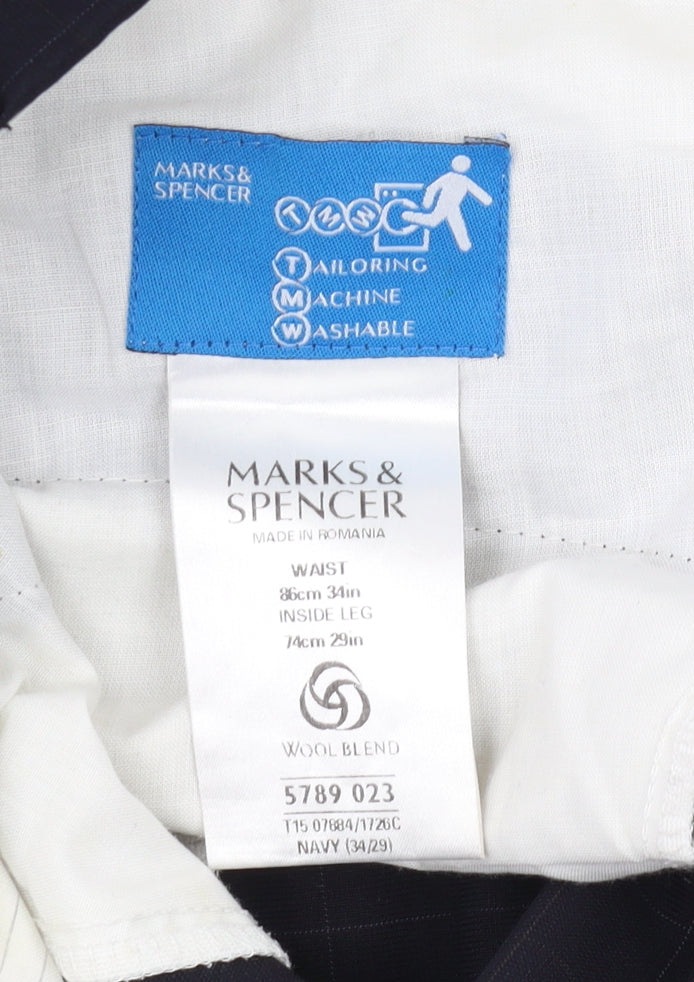 MARKS &
SPENCER
TMW
TAILORING
MACHINE
WASHABLE
MARKS &
SPENCER
MADE IN ROMANIA
WAIST
86cm 34in
INSIDE LEG
74cm 29in
WOOL BLEND
5789 023
T15 07884/1726C
NAVY (34/29)